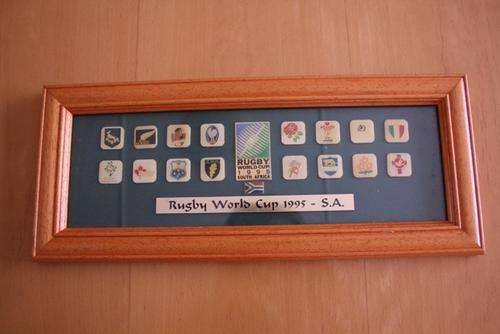 RUGBY
WORLD CUP
1995
SOUTH AFRICA
Rugby World Cup 1995 - S.A.